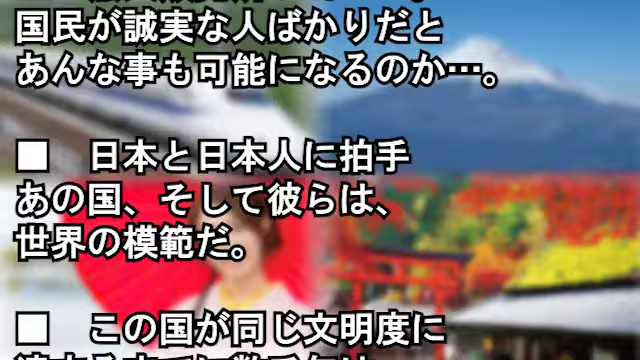 国民が誠実な人ばかりだと
あんな事も可能になるのか…。
■　日本と日本人に拍手
あの国、そして彼らは、
世界の模範だ。
■　この国が同じ文明度に